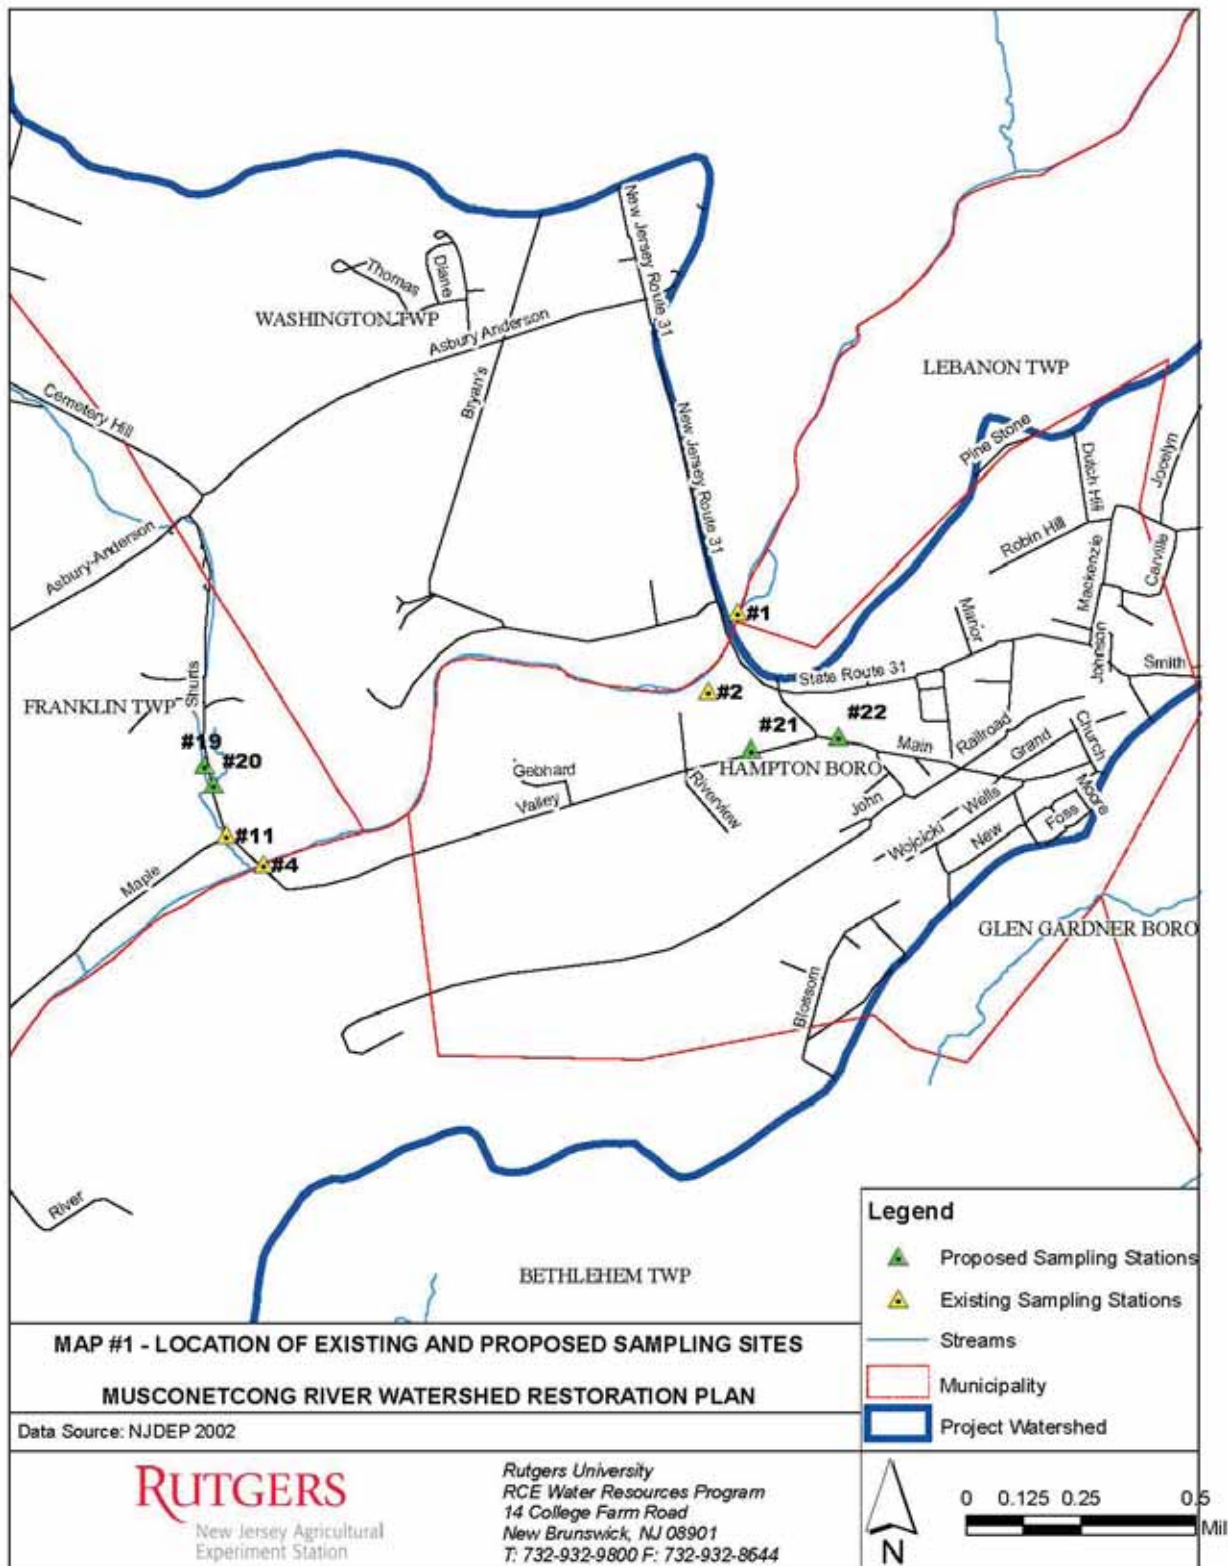 New Jersey Route 31
Thomas
Diane
WASHINGTON TWP
Asbury Anderson
Bryan's
LEBANON TWP
Cemetery Hill
New Jersey Route 31
Pine Stone
Dutch Hill
Jocelyn
Robin Hill
Asbury-Anderson
Mackenzie
Carville
#1
Manor
Johnson
Smith
Shurts
State Route 31
#2
FRANKLIN TWP
#21
#22
#19
#20
Main
Railroad
Grand
Church
HAMPTON BORO
Gebhard
Valley
Riverview
John
Wells
Moore
Foss
Wojcicki
New
#11
#4
Maple
GLEN GARDNER BORO
Blossom
River
BETHLEHEM TWP
Legend
Proposed Sampling Stations
Existing Sampling Stations
Streams
Municipality
Project Watershed
MAP #1 - LOCATION OF EXISTING AND PROPOSED SAMPLING SITES
MUSCONETCONG RIVER WATERSHED RESTORATION PLAN
Data Source: NJDEP 2002
RUTGERS
New Jersey Agricultural
Experiment Station
Rutgers University
RCE Water Resources Program
14 College Farm Road
New Brunswick, NJ 08901
T: 732-932-9800 F: 732-932-8644
N
0 0.125 0.25 0.5
Mil